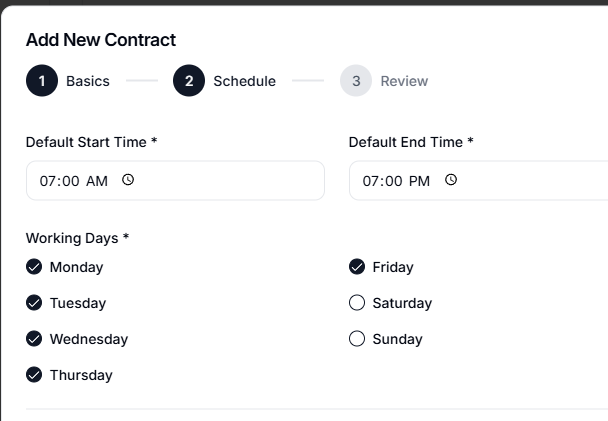 Add New Contract
1 Basics 2 Schedule 3 Review
Default Start Time * Default End Time *
07:00 AM 07:00 PM
Working Days *
Monday Friday
Tuesday Saturday
Wednesday Sunday
Thursday